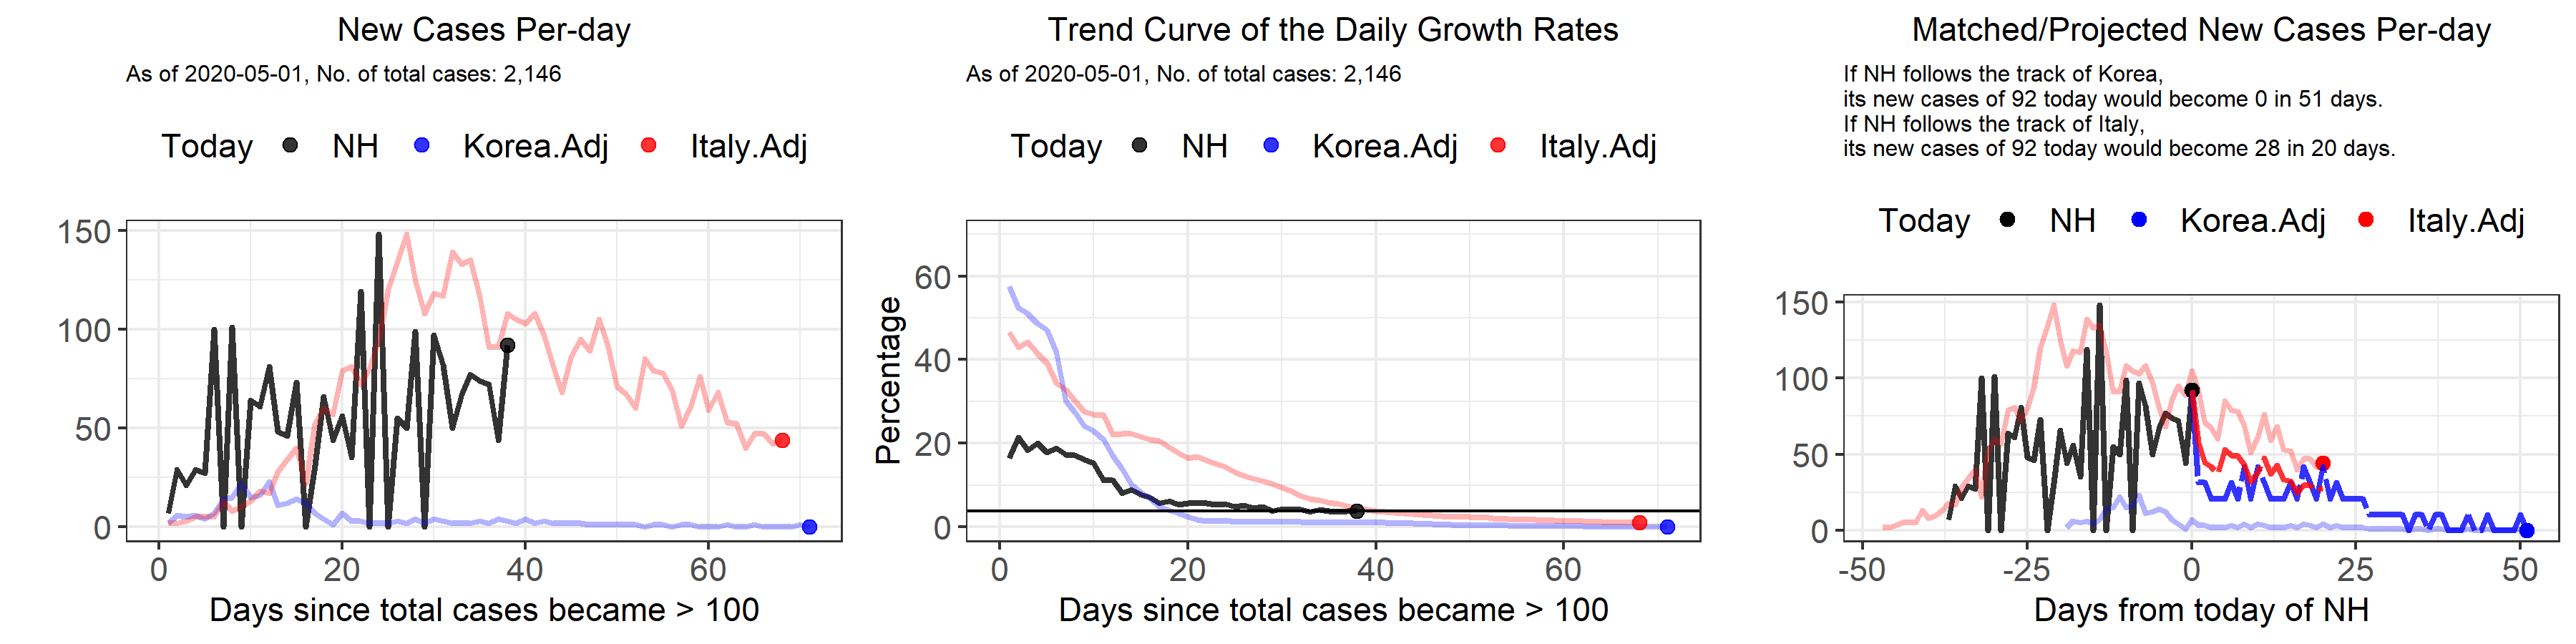 New Cases Per-day
As of 2020-05-01, No. of total cases: 2,146
Today NH Korea.Adj Italy.Adj
150
100
50
0
0 20 40 60
Days since total cases became > 100
Trend Curve of the Daily Growth Rates
As of 2020-05-01, No. of total cases: 2,146
Today NH Korea.Adj Italy.Adj
Percentage
60
40
20
0
0 20 40 60
Days since total cases became > 100
Matched/Projected New Cases Per-day
If NH follows the track of Korea,
its new cases of 92 today would become 0 in 51 days.
If NH follows the track of Italy,
its new cases of 92 today would become 28 in 20 days.
Today NH Korea.Adj Italy.Adj
150
100
50
0
-50 -25 0 25 50
Days from today of NH